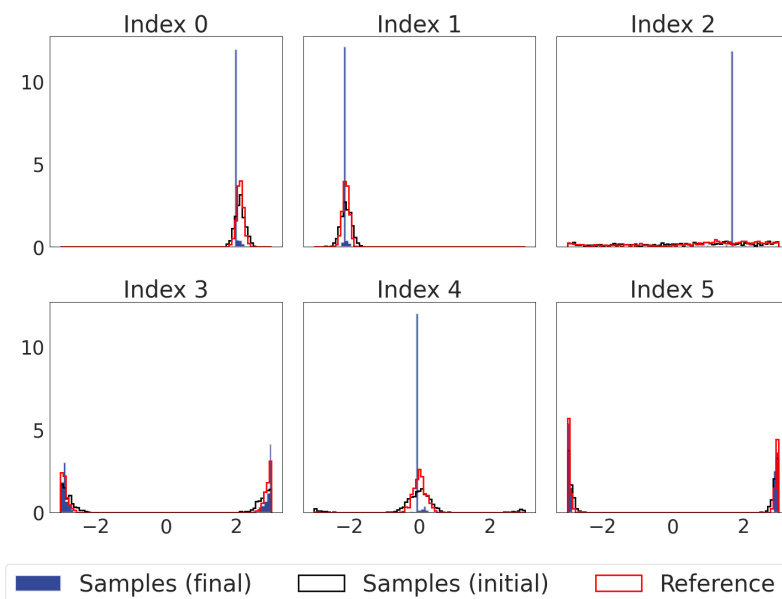 Index 0 Index 1 Index 2
10
5
0
Index 3 Index 4 Index 5
10
5
0
−2 0 2 −2 0 2 −2 0 2
Samples (final) Samples (initial) Reference